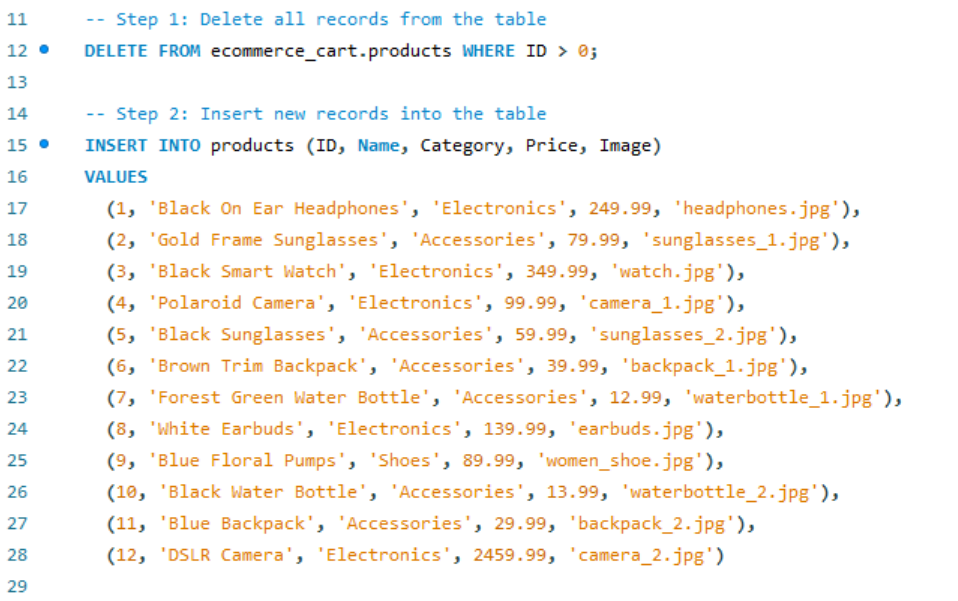 11 -- Step 1: Delete all records from the table
12 DELETE FROM ecommerce_cart.products WHERE ID > 0;
13
14 -- Step 2: Insert new records into the table
15 INSERT INTO products (ID, Name, Category, Price, Image)
16 VALUES
17 (1, 'Black On Ear Headphones', 'Electronics', 249.99, 'headphones.jpg'),
18 (2, 'Gold Frame Sunglasses', 'Accessories', 79.99, 'sunglasses_1.jpg'),
19 (3, 'Black Smart Watch', 'Electronics', 349.99, 'watch.jpg'),
20 (4, 'Polaroid Camera', 'Electronics', 99.99, 'camera_1.jpg'),
21 (5, 'Black Sunglasses', 'Accessories', 59.99, 'sunglasses_2.jpg'),
22 (6, 'Brown Trim Backpack', 'Accessories', 39.99, 'backpack_1.jpg'),
23 (7, 'Forest Green Water Bottle', 'Accessories', 12.99, 'waterbottle_1.jpg'),
24 (8, 'White Earbuds', 'Electronics', 139.99, 'earbuds.jpg'),
25 (9, 'Blue Floral Pumps', 'Shoes', 89.99, 'women_shoe.jpg'),
26 (10, 'Black Water Bottle', 'Accessories', 13.99, 'waterbottle_2.jpg'),
27 (11, 'Blue Backpack', 'Accessories', 29.99, 'backpack_2.jpg'),
28 (12, 'DSLR Camera', 'Electronics', 2459.99, 'camera_2.jpg')
29